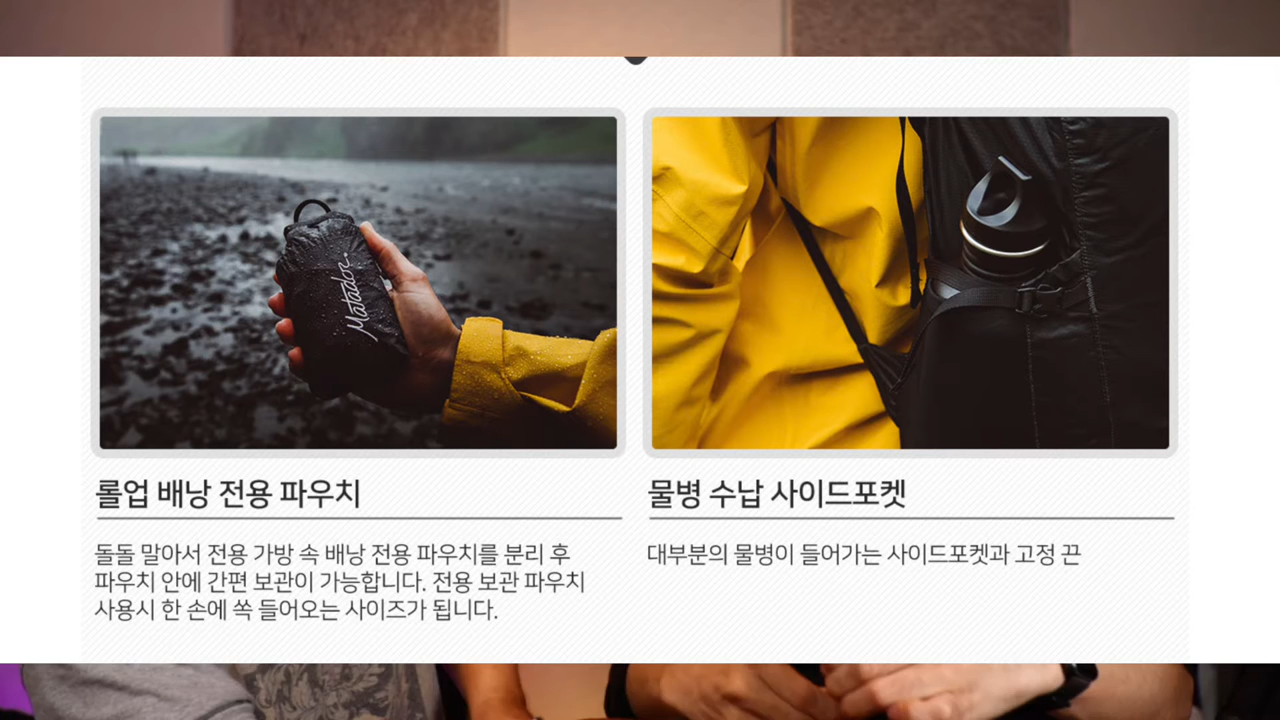 Matador
롤업 배낭 전용 파우치
돌돌 말아서 전용 가방 속 배낭 전용 파우치를 분리 후
파우치 안에 간편 보관이 가능합니다. 전용 보관 파우치
사용시 한 손에 쏙 들어오는 사이즈가 됩니다.
물병 수납 사이드포켓
대부분의 물병이 들어가는 사이드포켓과 고정 끈